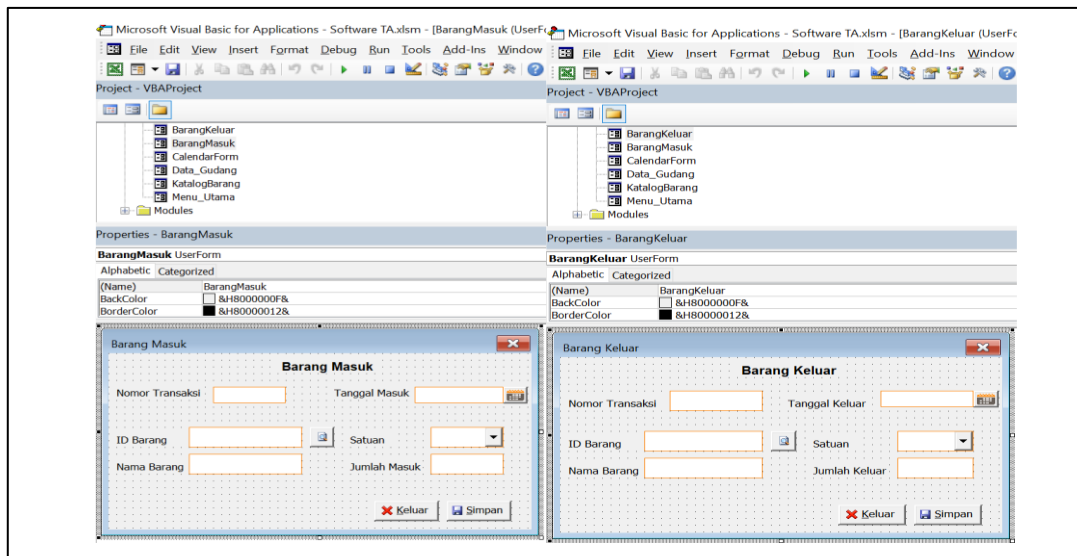 Microsoft Visual Basic for Applications - Software TA.xlsm - [BarangMasuk (UserFo
File Edit View Insert Format Debug Run Tools Add-Ins Window
Project - VBAProject
BarangKeluar
BarangMasuk
CalendarForm
Data_Gudang
KatalogBarang
Menu_Utama
Modules
Properties - BarangMasuk
BarangMasuk UserForm
Alphabetic Categorized
(Name) BarangMasuk
BackColor &H8000000F&
BorderColor &H80000012&
Barang Masuk
Barang Masuk
Nomor Transaksi Tanggal Masuk
ID Barang Satuan
Nama Barang Jumlah Masuk
Keluar Simpan
Microsoft Visual Basic for Applications - Software TA.xlsm - [BarangKeluar (UserFo
File Edit View Insert Format Debug Run Tools Add-Ins Window
Project - VBAProject
BarangKeluar
BarangMasuk
CalendarForm
Data_Gudang
KatalogBarang
Menu_Utama
Modules
Properties - BarangKeluar
BarangKeluar UserForm
Alphabetic Categorized
(Name) BarangKeluar
BackColor &H8000000F&
BorderColor &H80000012&
Barang Keluar
Barang Keluar
Nomor Transaksi Tanggal Keluar
ID Barang Satuan
Nama Barang Jumlah Keluar
Keluar Simpan